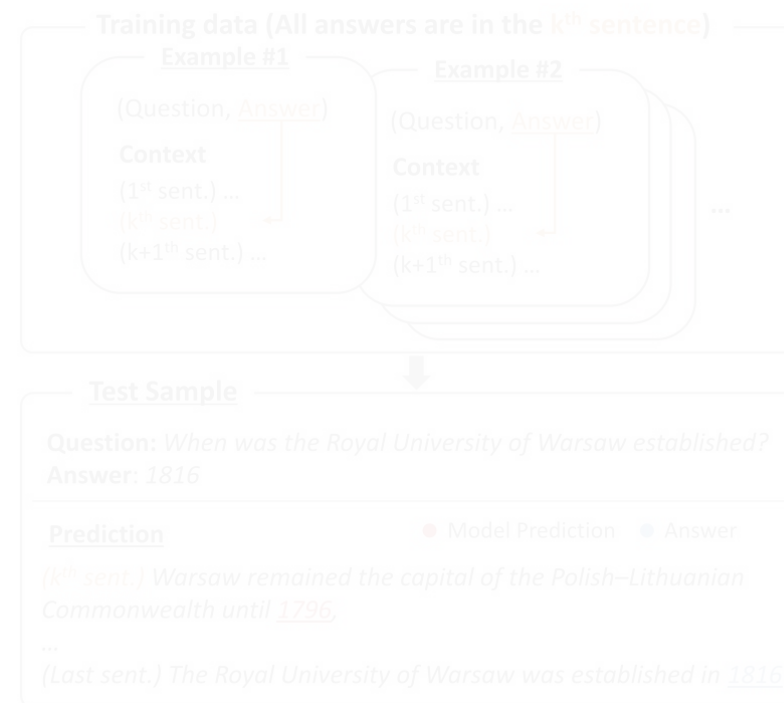 Training data (All answers are in the kth sentence)
Example #1
(Question, Answer)
Context
(1st sent.) ...
(kth sent.)
(k+1th sent.) ...
Example #2
(Question, Answer)
Context
(1st sent.) ...
(kth sent.)
(k+1th sent.) ...
...
Test Sample
Question: When was the Royal University of Warsaw established?
Answer: 1816
Prediction
Model Prediction Answer
(kth sent.) Warsaw remained the capital of the Polish–Lithuanian
Commonwealth until 1796,
...
(Last sent.) The Royal University of Warsaw was established in 1816